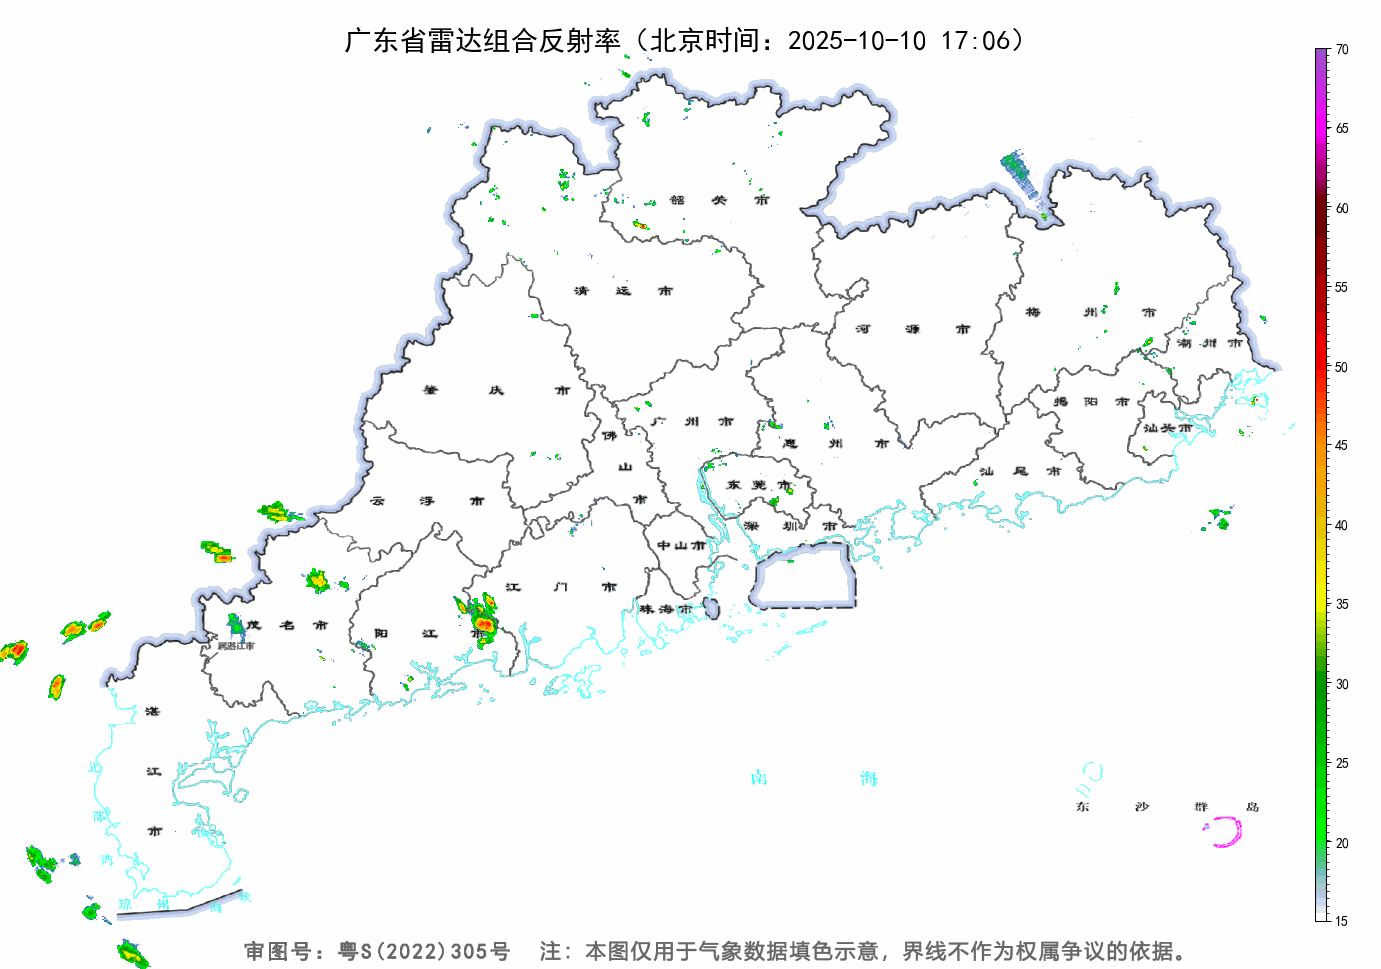 广东省雷达组合反射率（北京时间：2025-10-10 17:06）
70
65
60
55
50
45
40
35
30
25
20
15
韶关市
清远市
河源市
梅州市
潮州市
肇庆市
广州市
佛山市
惠州市
揭阳市
汕头市
汕尾市
东莞市
云浮市
深圳市
中山市
江门市
珠海市
茂名市
阳江市
属湛江市
湛江市
北部湾
琼州海峡
南海
东沙群岛
审图号：粤S(2022)305号 注：本图仅用于气象数据填色示意，界线不作为权属争议的依据。